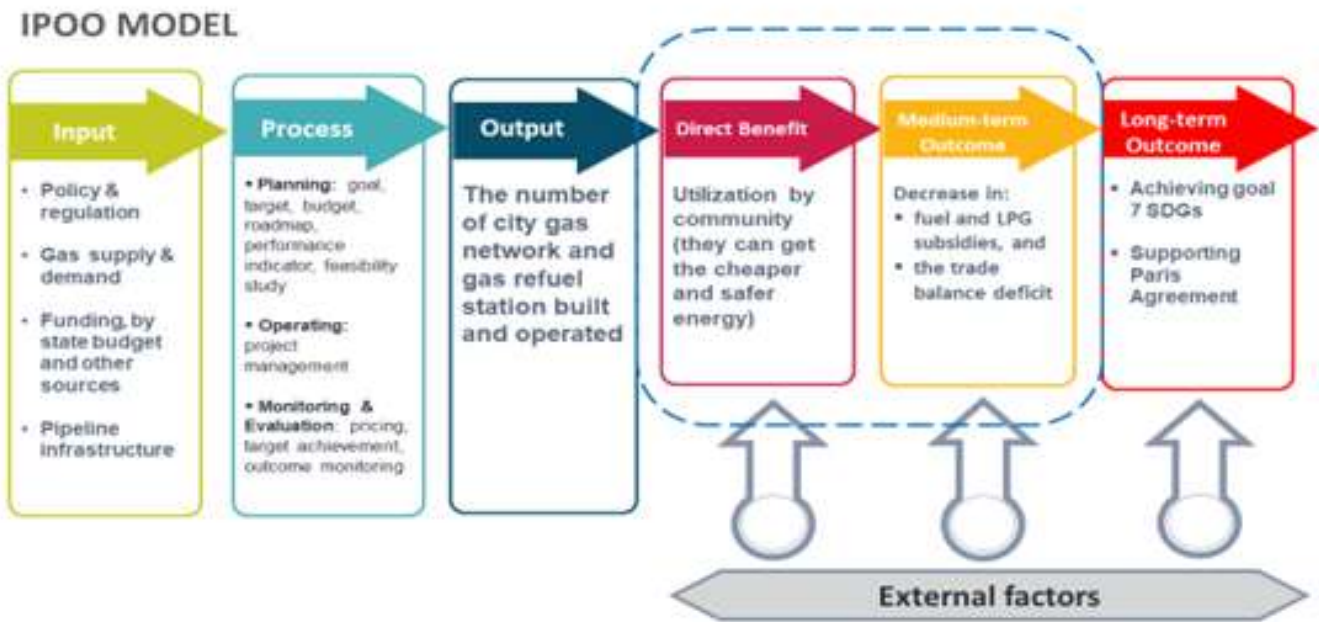 IPOO MODEL
Input
• Policy &
regulation
• Gas supply &
demand
• Funding, by
state budget
and other
sources
• Pipeline
infrastructure
Process
• Planning: goal,
target, budget,
roadmap,
performance
indicator, feasibility
study
• Operating:
project
management
• Monitoring &
Evaluation: pricing,
target achievement,
outcome monitoring
Output
The number
of city gas
network and
gas refuel
station built
and operated
Direct Benefit
Utilization by
community
(they can get
the cheaper
and safer
energy)
Medium-term
Outcome
Decrease in:
• fuel and LPG
subsidies, and
• the trade
balance deficit
Long-term
Outcome
• Achieving goal
7 SDGs
• Supporting
Paris
Agreement
External factors